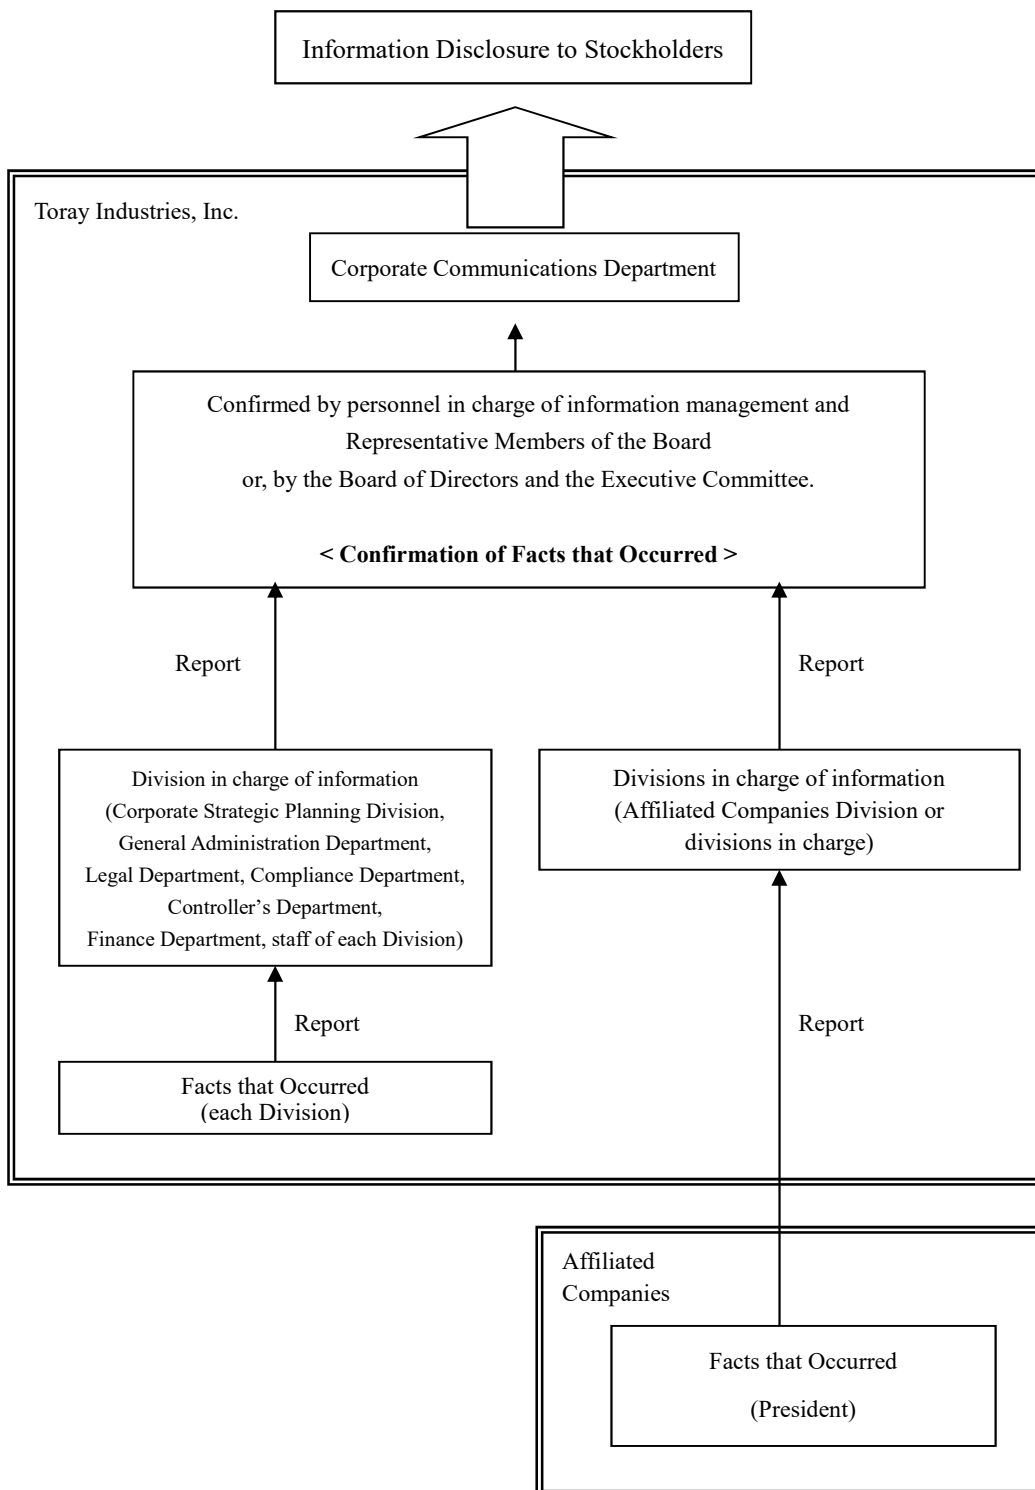 Information Disclosure to Stockholders
Toray Industries, Inc.
Corporate Communications Department
Confirmed by personnel in charge of information management and
Representative Members of the Board
or, by the Board of Directors and the Executive Committee.
< Confirmation of Facts that Occurred >
Report
Report
Division in charge of information
(Corporate Strategic Planning Division,
General Administration Department,
Legal Department, Compliance Department,
Controller’s Department,
Finance Department, staff of each Division)
Divisions in charge of information
(Affiliated Companies Division or
divisions in charge)
Report
Report
Facts that Occurred
(each Division)
Affiliated
Companies
Facts that Occurred
(President)